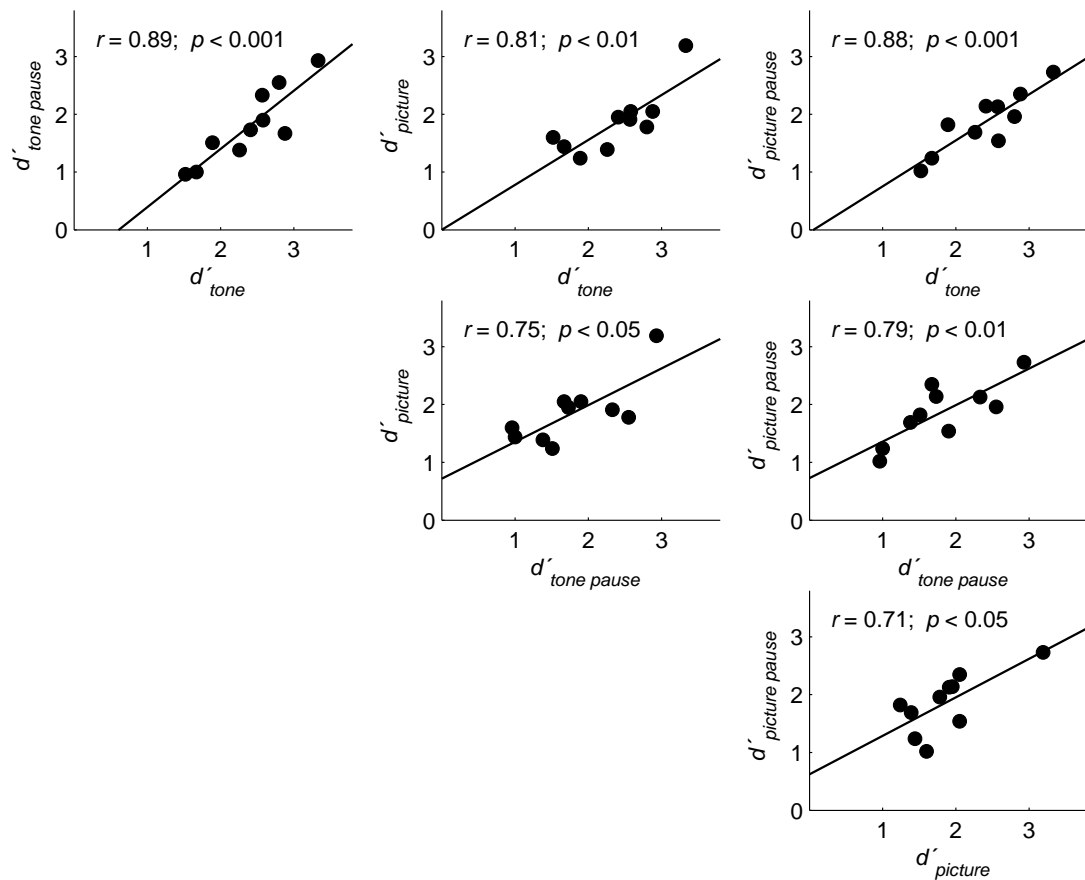 r = 0.89; p < 0.001
d´tone pause
3
2
1
0
1 2 3
d´tone
r = 0.81; p < 0.01
d´picture
3
2
1
0
1 2 3
d´tone
r = 0.88; p < 0.001
d´picture pause
3
2
1
0
1 2 3
d´tone
r = 0.75; p < 0.05
d´picture
3
2
1
0
1 2 3
d´tone pause
r = 0.79; p < 0.01
d´picture pause
3
2
1
0
1 2 3
d´tone pause
r = 0.71; p < 0.05
d´picture pause
3
2
1
0
1 2 3
d´picture